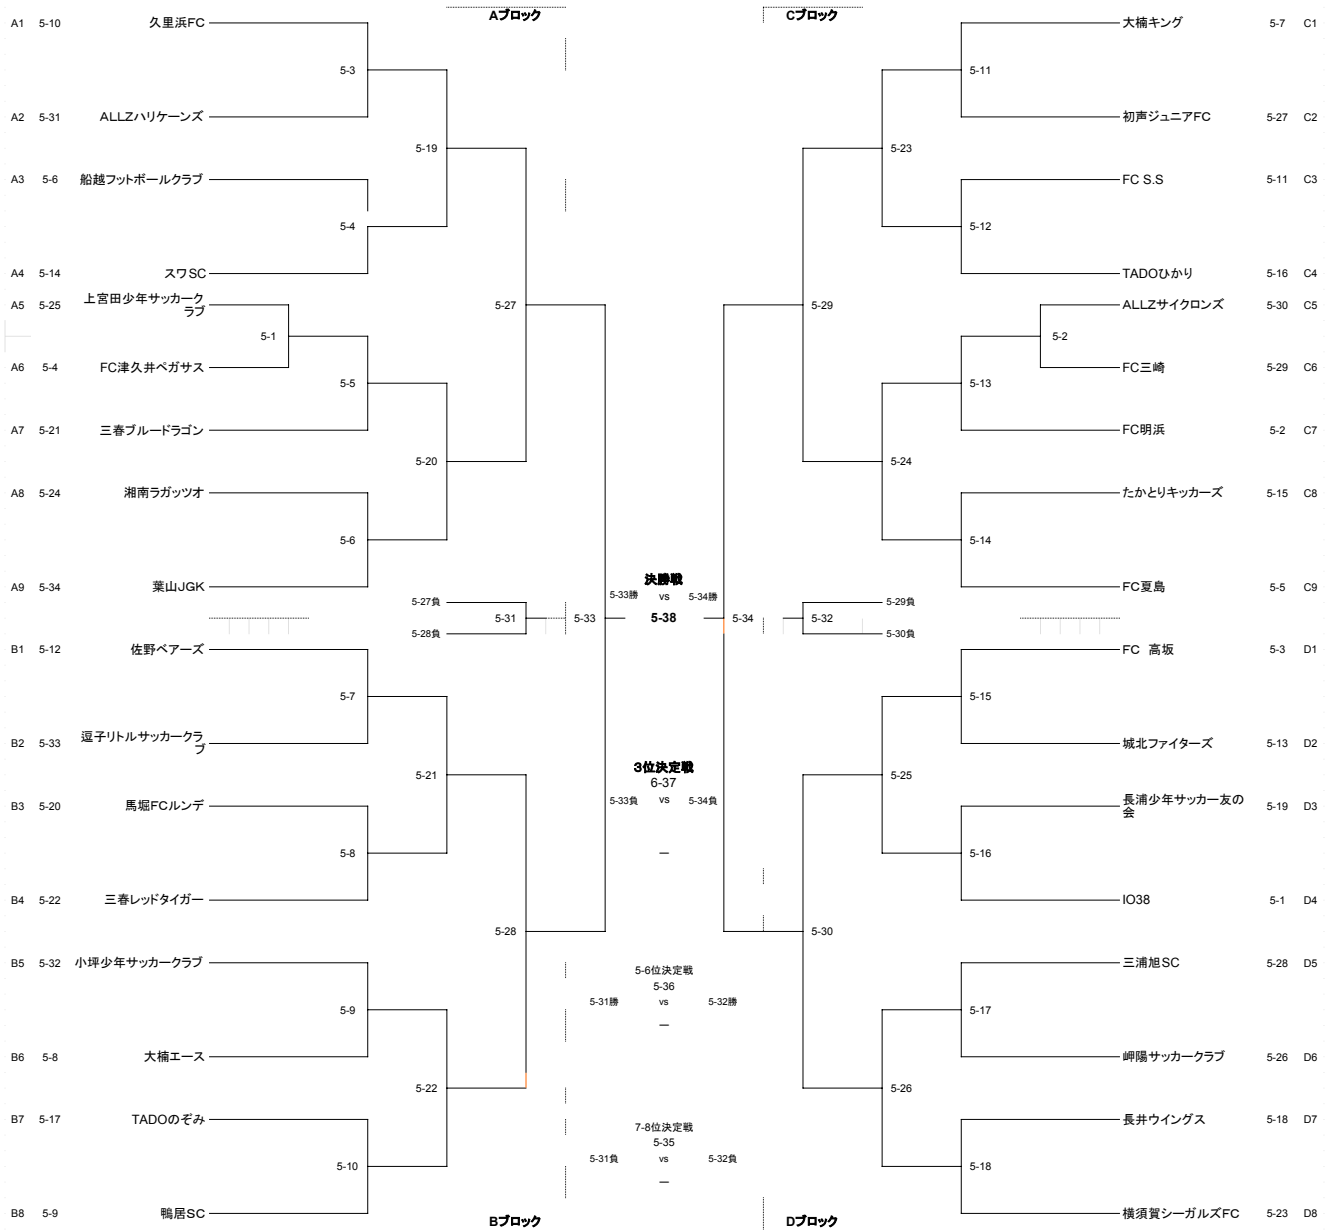 Aブロック
Cブロック
A1 5-10 久里浜FC
大楠キング 5-7 C1
5-3
5-11
A2 5-31 ALLZハリケーンズ
初声ジュニアFC 5-27 C2
5-19
5-23
A3 5-6 船越フットボールクラブ
FC S.S 5-11 C3
5-4
5-12
A4 5-14 スワSC
TADOひかり 5-16 C4
A5 5-25 上宮田少年サッカーク
ラブ
5-27
5-29
ALLZサイクロンズ 5-30 C5
5-1
5-2
A6 5-4 FC津久井ペガサス
FC三崎 5-29 C6
5-5
5-13
A7 5-21 三春ブルードラゴン
FC明浜 5-2 C7
5-20
5-24
A8 5-24 湘南ラガッツオ
たかとりキッカーズ 5-15 C8
5-6
5-14
A9 5-34 葉山JGK
FC夏島 5-5 C9
決勝戦
5-33勝 vs 5-34勝
5-27負
5-29負
5-31
5-33
5-38
5-34
5-32
5-28負
5-30負
B1 5-12 佐野ベアーズ
FC 高坂 5-3 D1
5-7
5-15
B2 5-33 逗子リトルサッカークラ
ブ
城北ファイターズ 5-13 D2
5-21
5-25
3位決定戦
6-37
5-33負 vs 5-34負
ー
B3 5-20 馬堀FCルンデ
長浦少年サッカー友の
会 5-19 D3
5-8
5-16
B4 5-22 三春レッドタイガー
IO38 5-1 D4
5-28
5-30
B5 5-32 小坪少年サッカークラブ
三浦旭SC 5-28 D5
5-6位決定戦
5-36
5-31勝 vs 5-32勝
ー
5-9
5-17
B6 5-8 大楠エース
岬陽サッカークラブ 5-26 D6
5-22
5-26
B7 5-17 TADOのぞみ
長井ウイングス 5-18 D7
7-8位決定戦
5-35
5-31負 vs 5-32負
ー
5-10
5-18
B8 5-9 鴨居SC
横須賀シーガルズFC 5-23 D8
Bブロック
Dブロック